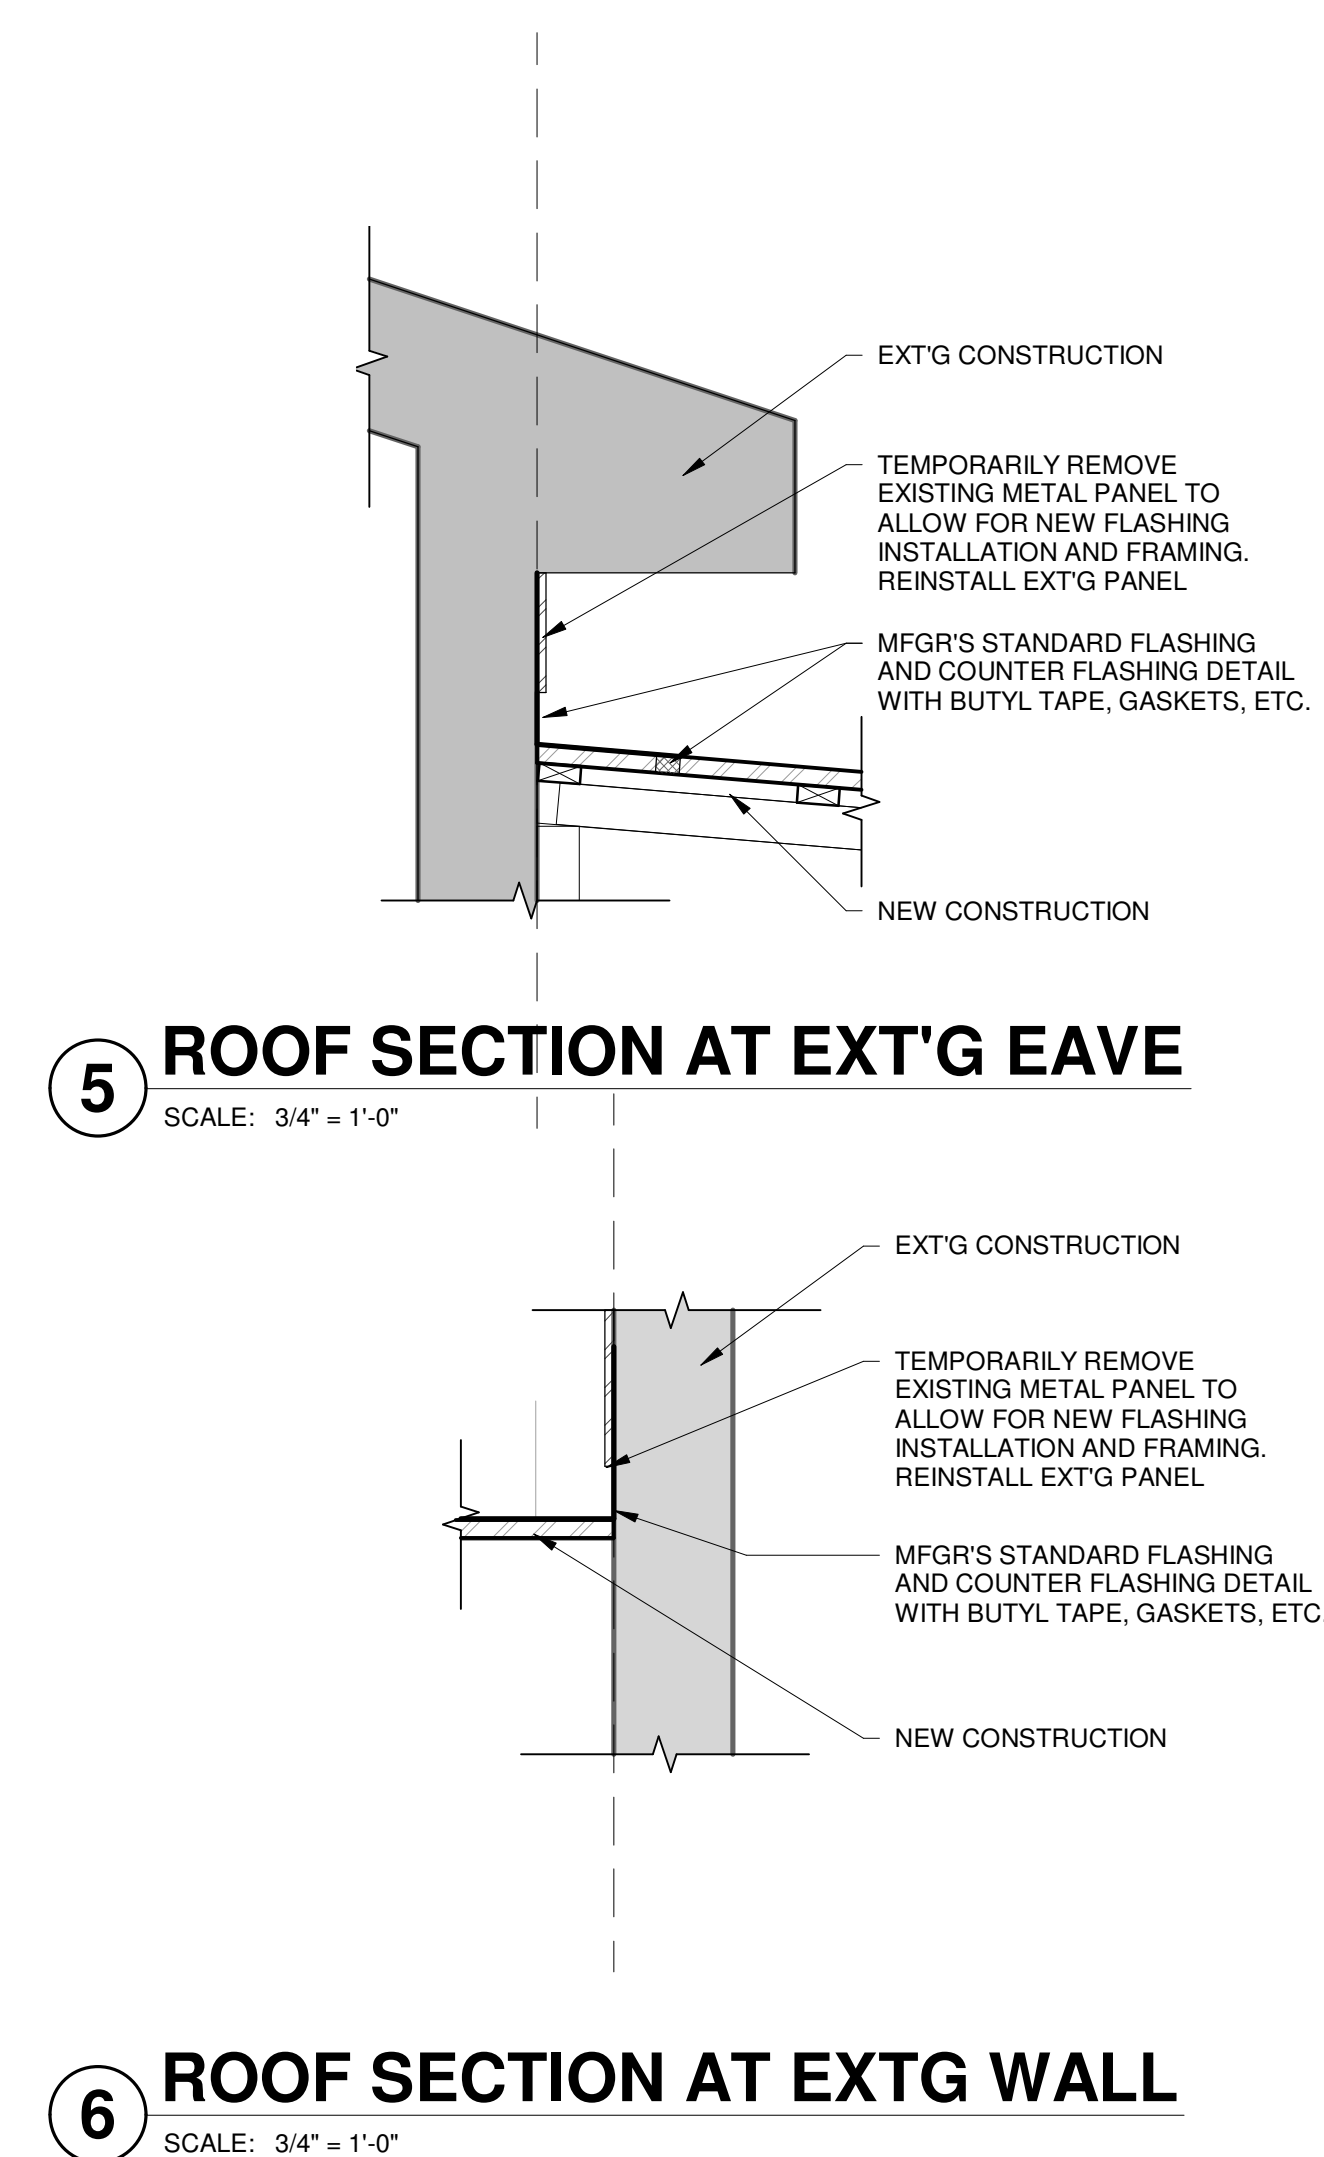 EXT'G CONSTRUCTION
TEMPORARILY REMOVE
EXISTING METAL PANEL TO
ALLOW FOR NEW FLASHING
INSTALLATION AND FRAMING.
REINSTALL EXT'G PANEL
MFGR'S STANDARD FLASHING
AND COUNTER FLASHING DETAIL
WITH BUTYL TAPE, GASKETS, ETC.
NEW CONSTRUCTION
5 ROOF SECTION AT EXT'G EAVE
SCALE: 3/4" = 1'-0"
EXT'G CONSTRUCTION
TEMPORARILY REMOVE
EXISTING METAL PANEL TO
ALLOW FOR NEW FLASHING
INSTALLATION AND FRAMING.
REINSTALL EXT'G PANEL
MFGR'S STANDARD FLASHING
AND COUNTER FLASHING DETAIL
WITH BUTYL TAPE, GASKETS, ETC.
NEW CONSTRUCTION
6 ROOF SECTION AT EXTG WALL
SCALE: 3/4" = 1'-0"